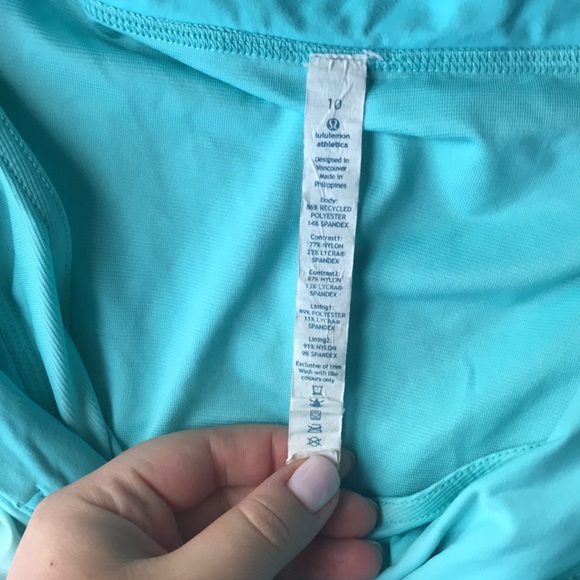 10
lululemon
athletica
Designed in
Vancouver
Made in
Philippines
Body:
86% RECYCLED
POLYESTER
14% SPANDEX
Contrast1:
77% NYLON
23% LYCRA®
SPANDEX
Contrast2:
87% NYLON
13% LYCRA®
SPANDEX
Lining1:
89% POLYESTER
11% LYCRA®
SPANDEX
Lining2:
91% NYLON
9% SPANDEX
Exclusive of trim
Wash with like
colours only